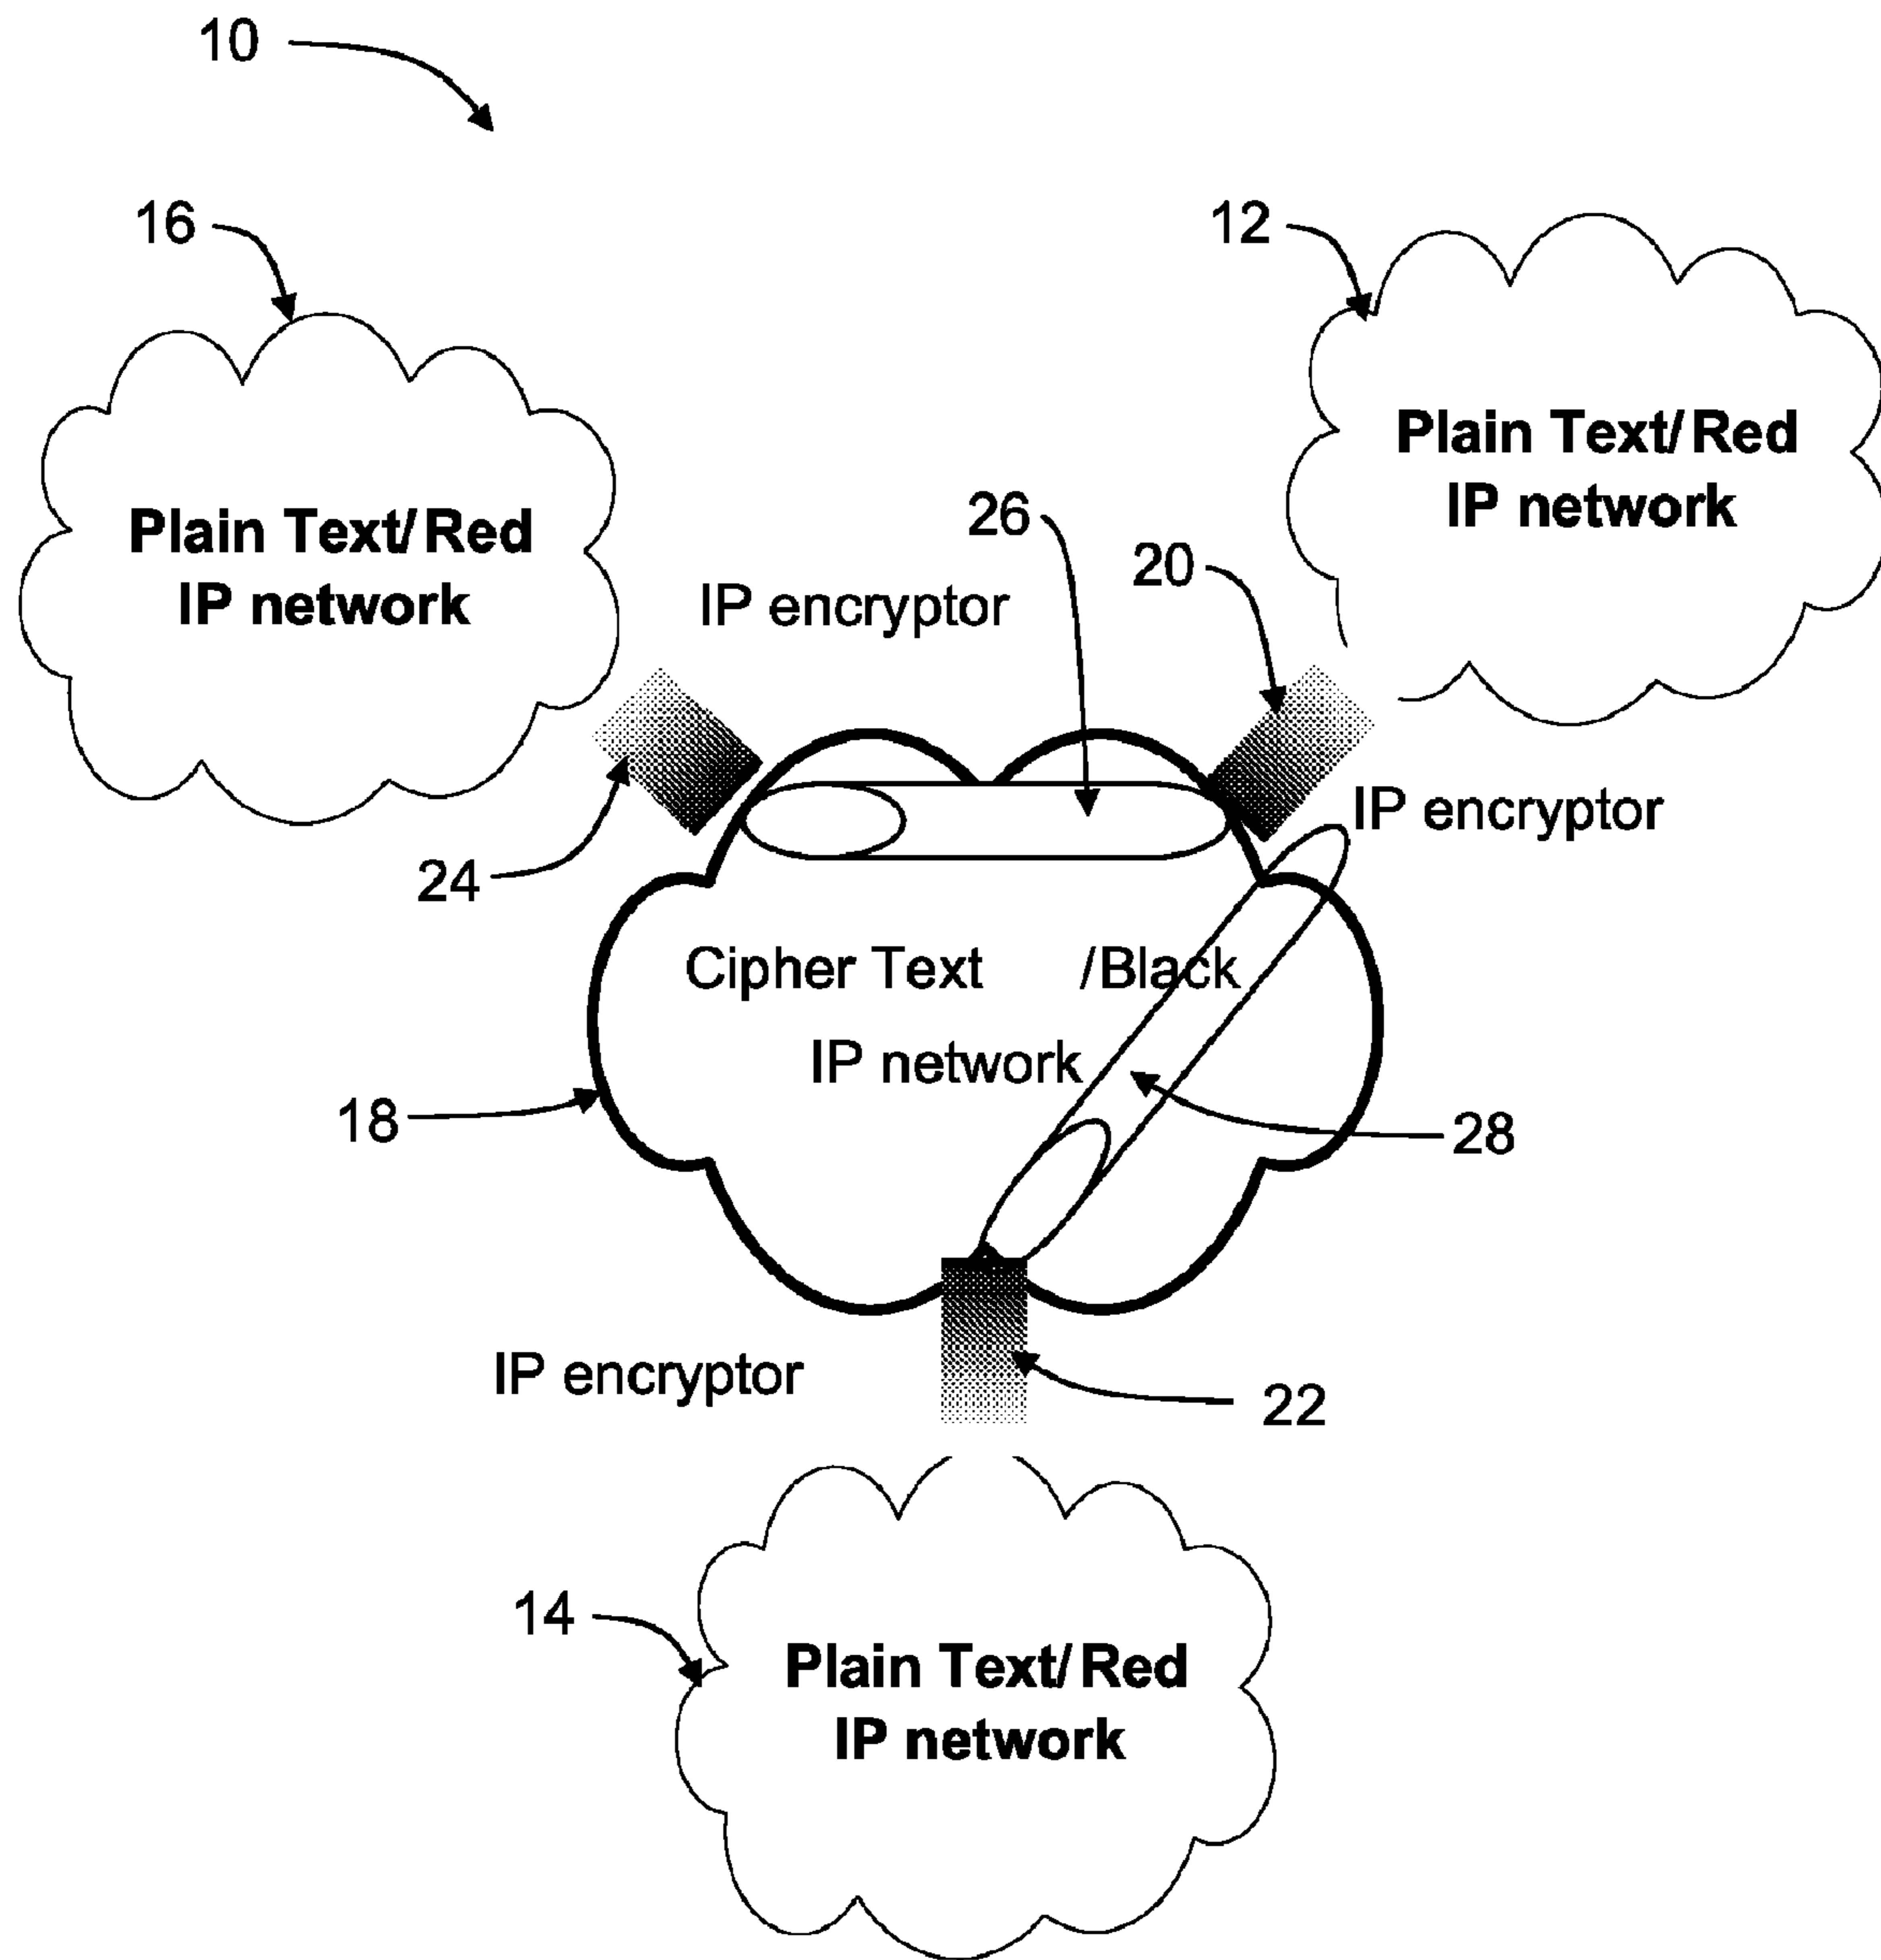 10
16
12
Plain Text/Red
IP network
Plain Text/Red
IP network
26
20
IP encryptor
IP encryptor
24
Cipher Text /Black
IP network
18
28
IP encryptor
22
14
Plain Text/Red
IP network